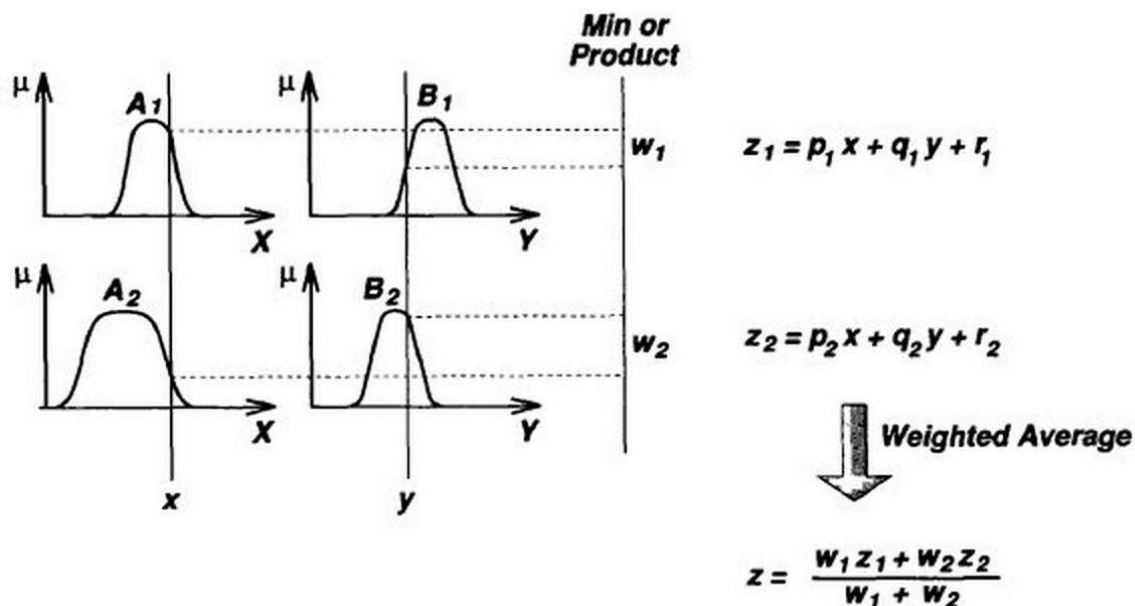 Min or
Product
μ A₁ μ B₁
w₁ z₁ = p₁ x + q₁ y + r₁
X Y
μ A₂ μ B₂
w₂ z₂ = p₂ x + q₂ y + r₂
X Y
Weighted Average
x y
z = w₁ z₁ + w₂ z₂
w₁ + w₂